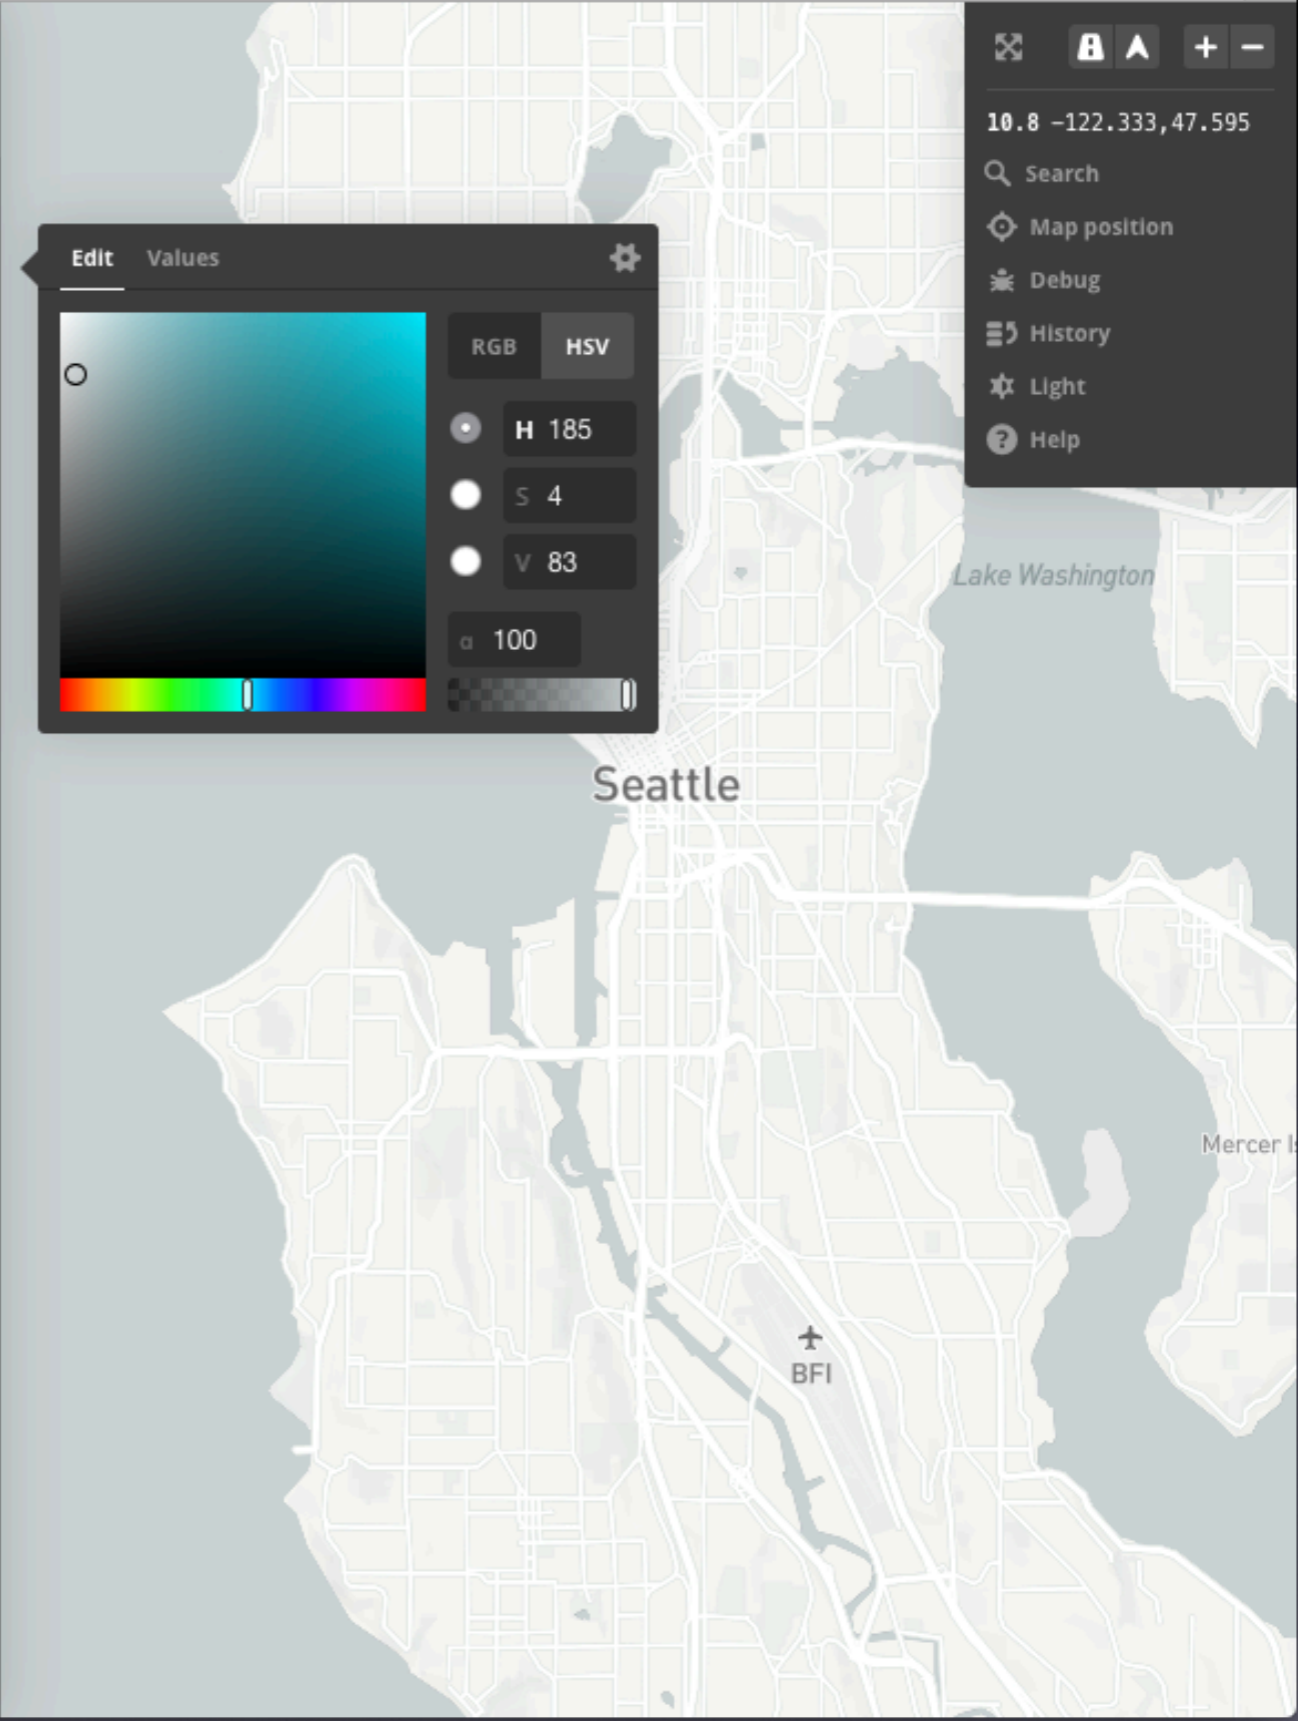 10.8 −122.333,47.595
Search
Map position
Debug
History
Light
? Help
Edit Values
RGB HSV
H 185
S 4
V 83
α 100
Lake Washington
Seattle
Mercer Is
BFI